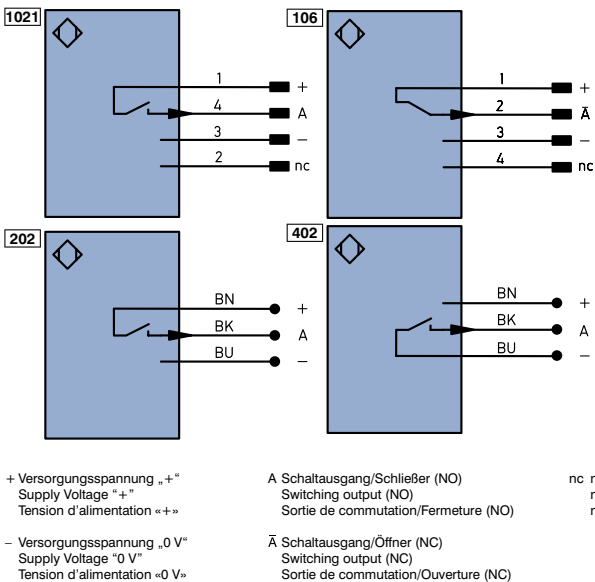 1021
1 +
4 A
3 –
2 nc
106
1 +
2 Ā
3 –
4 nc
202
BN +
BK A
BU –
402
BN +
BK A
BU –
+ Versorgungsspannung „+“
Supply Voltage “+”
Tension d’alimentation «+»
– Versorgungsspannung „0 V“
Supply Voltage “0 V”
Tension d’alimentation «0 V»
A Schaltausgang/Schließer (NO)
Switching output (NO)
Sortie de commutation/Fermeture (NO)
Ā Schaltausgang/Öffner (NC)
Switching output (NC)
Sortie de commutation/Ouverture (NC)
nc